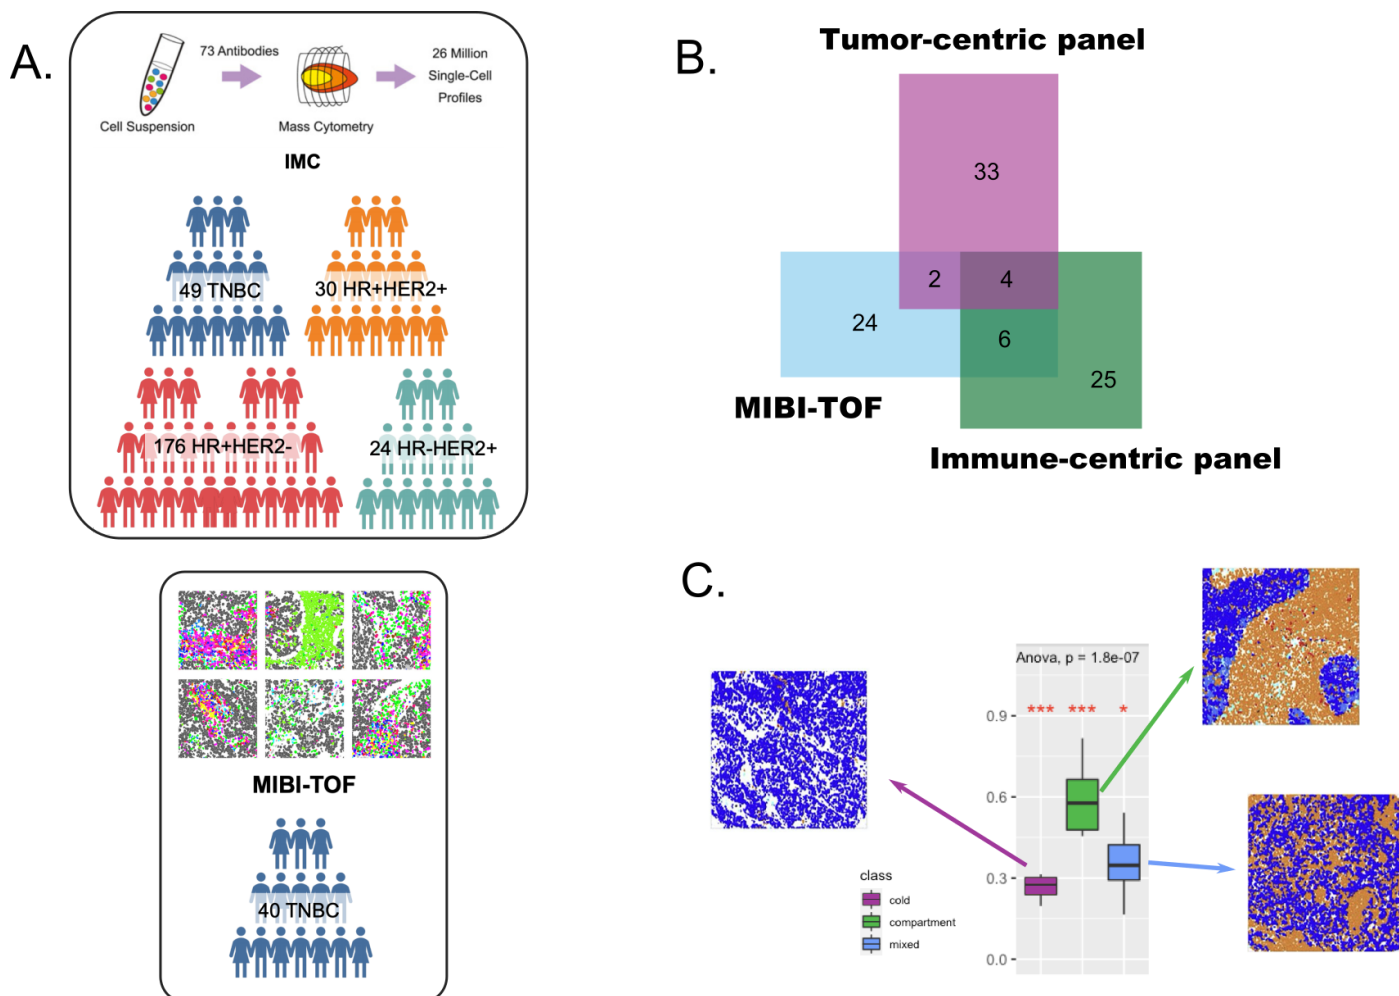 A.
73 Antibodies
26 Million
Single-Cell
Profiles
Cell Suspension
Mass Cytometry
IMC
49 TNBC
30 HR+HER2+
176 HR+HER2-
24 HR-HER2+
MIBI-TOF
40 TNBC
B.
Tumor-centric panel
33
2
4
24
6
25
MIBI-TOF
Immune-centric panel
C.
Anova, p = 1.8e-07
*** *** *
0.9
0.6
0.3
0.0
class
cold
compartment
mixed